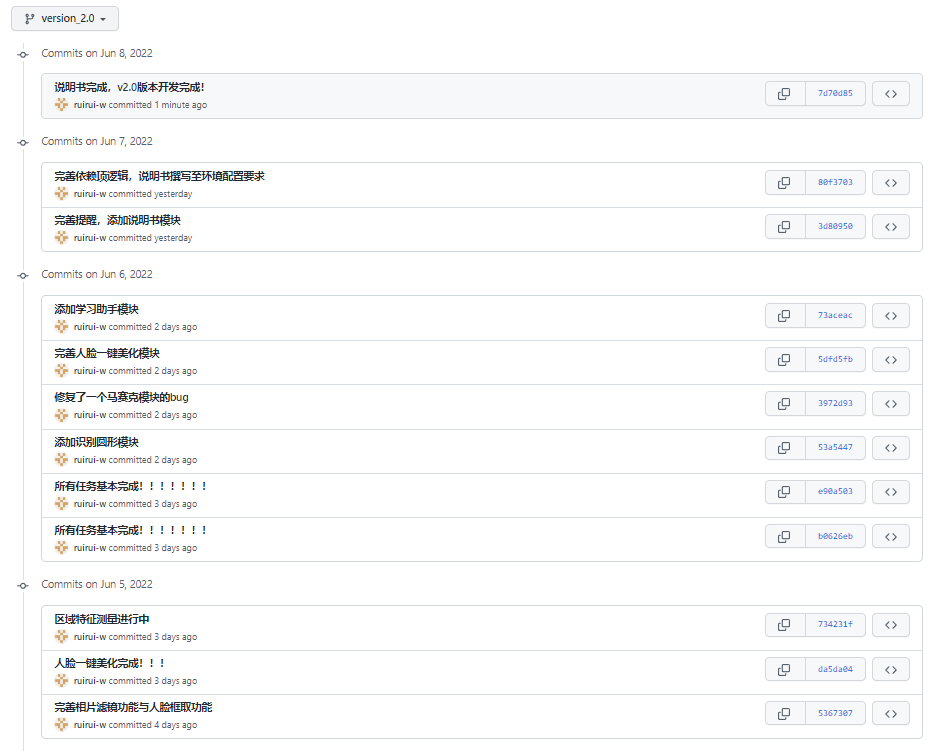 version_2.0
Commits on Jun 8, 2022
说明书完成，v2.0版本开发完成！
7d70d85
ruirui-w committed 1 minute ago
Commits on Jun 7, 2022
完善依赖项逻辑，说明书撰写至环境配置要求
80f3703
ruirui-w committed yesterday
完善提醒，添加说明书模块
3d80950
ruirui-w committed yesterday
Commits on Jun 6, 2022
添加学习助手模块
73aceac
ruirui-w committed 2 days ago
完善人脸一键美化模块
5dfd5fb
ruirui-w committed 2 days ago
修复了一个马赛克模块的bug
3972d93
ruirui-w committed 2 days ago
添加识别圆形模块
53a5447
ruirui-w committed 2 days ago
所有任务基本完成！！！！！！！
e90a503
ruirui-w committed 3 days ago
所有任务基本完成！！！！！！！
b0626eb
ruirui-w committed 3 days ago
Commits on Jun 5, 2022
区域特征测量进行中
734231f
ruirui-w committed 3 days ago
人脸一键美化完成！！！
da5da04
ruirui-w committed 3 days ago
完善相片滤镜功能与人脸框取功能
5367307
ruirui-w committed 4 days ago